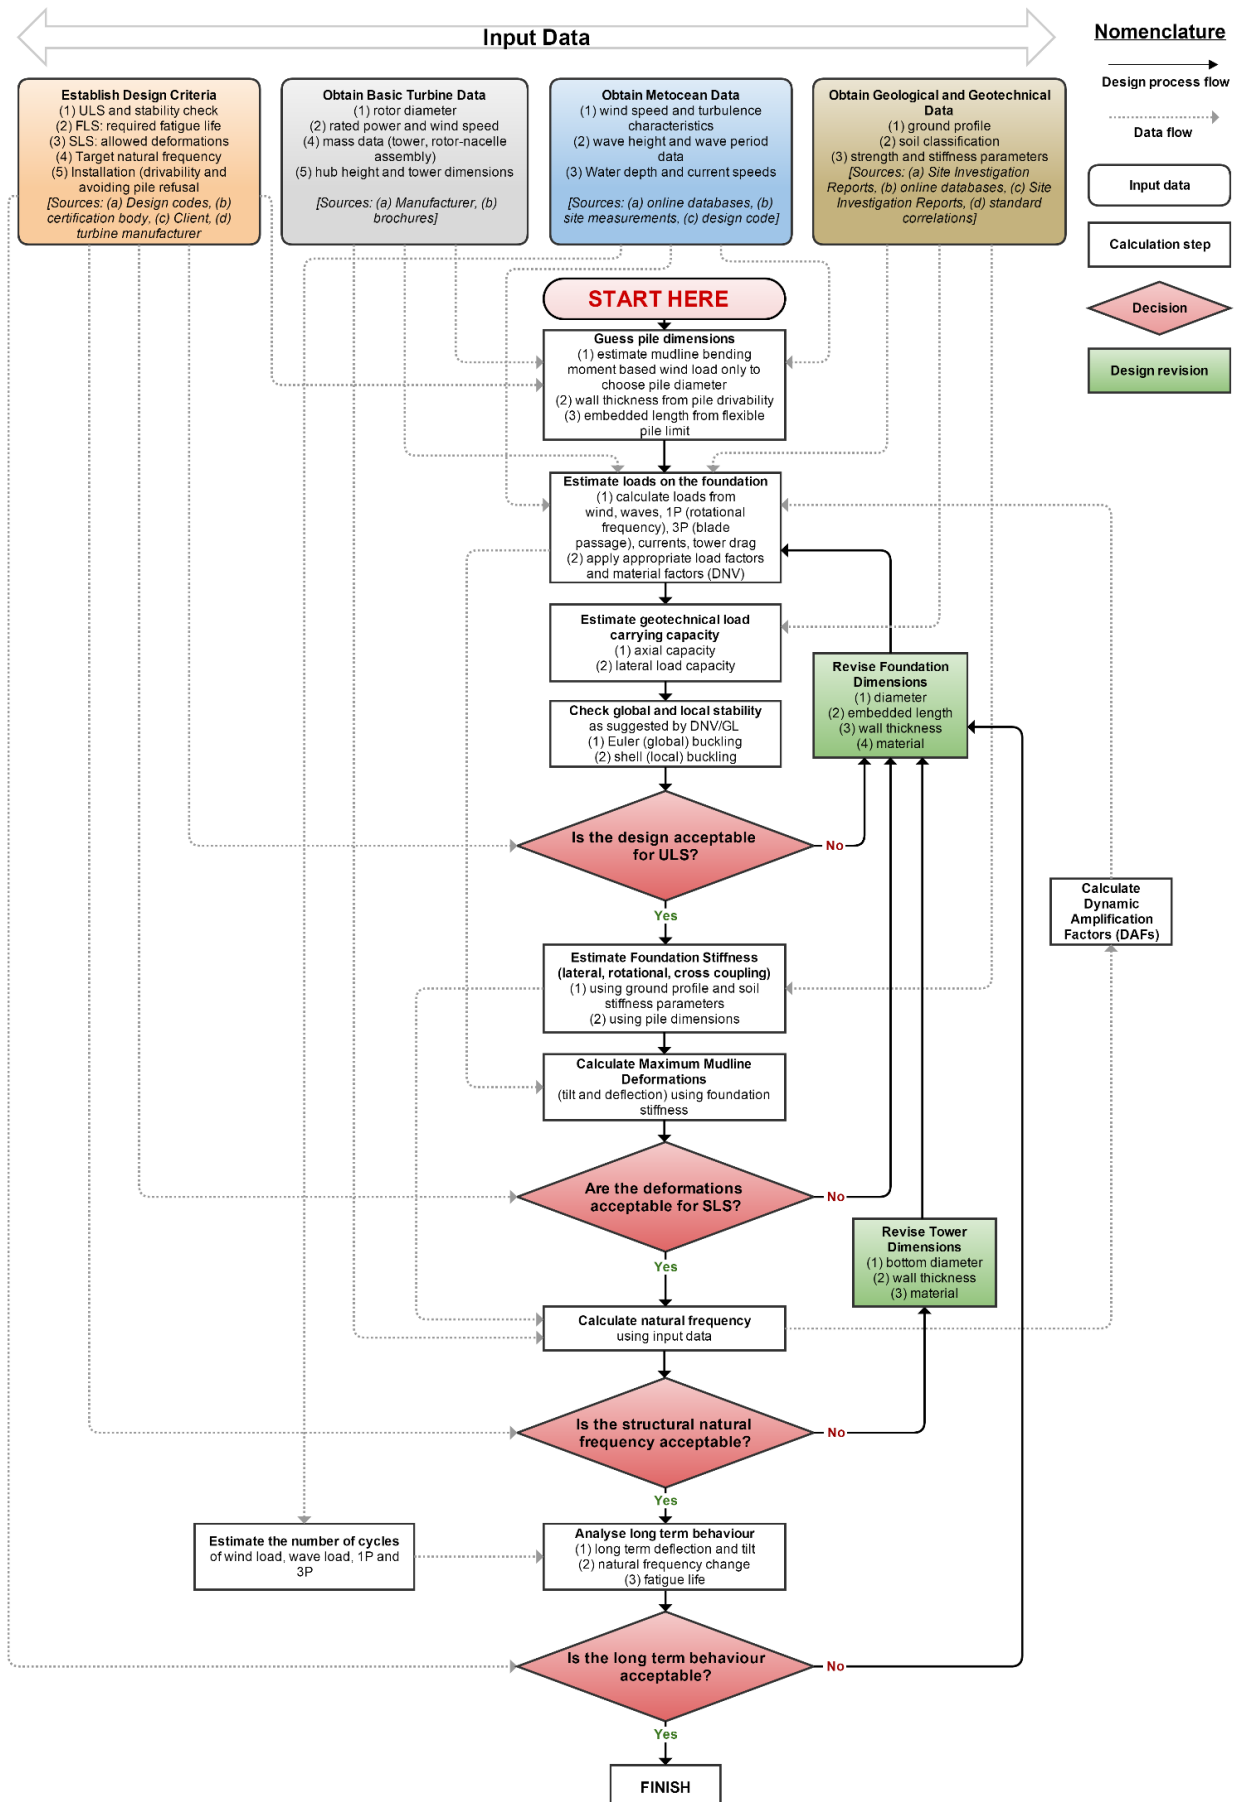 Input Data
Nomenclature
Design process flow
Data flow
Input data
Calculation step
Decision
Design revision
Establish Design Criteria
(1) ULS and stability check
(2) FLS: required fatigue life
(3) SLS: allowed deformations
(4) Target natural frequency
(5) Installation (drivability and
avoiding pile refusal
[Sources: (a) Design codes, (b)
certification body, (c) Client, (d)
turbine manufacturer
Obtain Basic Turbine Data
(1) rotor diameter
(2) rated power and wind speed
(4) mass data (tower, rotor-nacelle
assembly)
(5) hub height and tower dimensions
[Sources: (a) Manufacturer, (b)
brochures]
Obtain Metocean Data
(1) wind speed and turbulence
characteristics
(2) wave height and wave period
data
(3) Water depth and current speeds
[Sources: (a) online databases, (b)
site measurements, (c) design code]
Obtain Geological and Geotechnical
Data
(1) ground profile
(2) soil classification
(3) strength and stiffness parameters
[Sources: (a) Site Investigation
Reports, (b) online databases, (c) Site
Investigation Reports, (d) standard
correlations]
START HERE
Guess pile dimensions
(1) estimate mudline bending
moment based wind load only to
choose pile diameter
(2) wall thickness from pile drivability
(3) embedded length from flexible
pile limit
Estimate loads on the foundation
(1) calculate loads from
wind, waves, 1P (rotational
frequency), 3P (blade
passage), currents, tower drag
(2) apply appropriate load factors
and material factors (DNV)
Estimate geotechnical load
carrying capacity
(1) axial capacity
(2) lateral load capacity
Revise Foundation
Dimensions
(1) diameter
(2) embedded length
(3) wall thickness
(4) material
Check global and local stability
as suggested by DNV/GL
(1) Euler (global) buckling
(2) shell (local) buckling
Is the design acceptable
for ULS?
No
Yes
Calculate
Dynamic
Amplification
Factors (DAFs)
Estimate Foundation Stiffness
(lateral, rotational, cross coupling)
(1) using ground profile and soil
stiffness parameters
(2) using pile dimensions
Calculate Maximum Mudline
Deformations
(tilt and deflection) using foundation
stiffness
Are the deformations
acceptable for SLS?
No
Yes
Revise Tower
Dimensions
(1) bottom diameter
(2) wall thickness
(3) material
Calculate natural frequency
using input data
Is the structural natural
frequency acceptable?
No
Yes
Estimate the number of cycles
of wind load, wave load, 1P and
3P
Analyse long term behaviour
(1) long term deflection and tilt
(2) natural frequency change
(3) fatigue life
Is the long term behaviour
acceptable?
No
Yes
FINISH